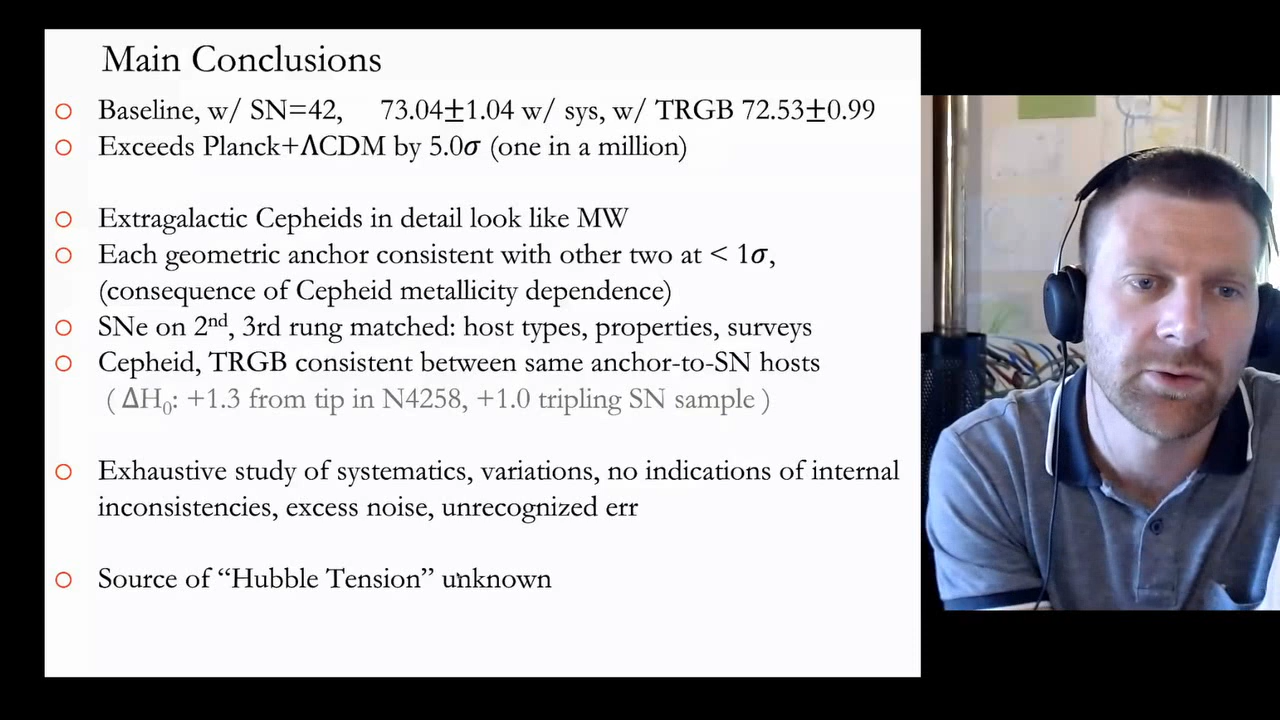 Main Conclusions
Baseline, w/ SN=42, 73.04±1.04 w/ sys, w/ TRGB 72.53±0.99
Exceeds Planck+ΛCDM by 5.0σ (one in a million)
Extragalactic Cepheids in detail look like MW
Each geometric anchor consistent with other two at < 1σ,
(consequence of Cepheid metallicity dependence)
SNe on 2nd, 3rd rung matched: host types, properties, surveys
Cepheid, TRGB consistent between same anchor-to-SN hosts
( ΔH0: +1.3 from tip in N4258, +1.0 tripling SN sample )
Exhaustive study of systematics, variations, no indications of internal
inconsistencies, excess noise, unrecognized err
Source of “Hubble Tension” unknown